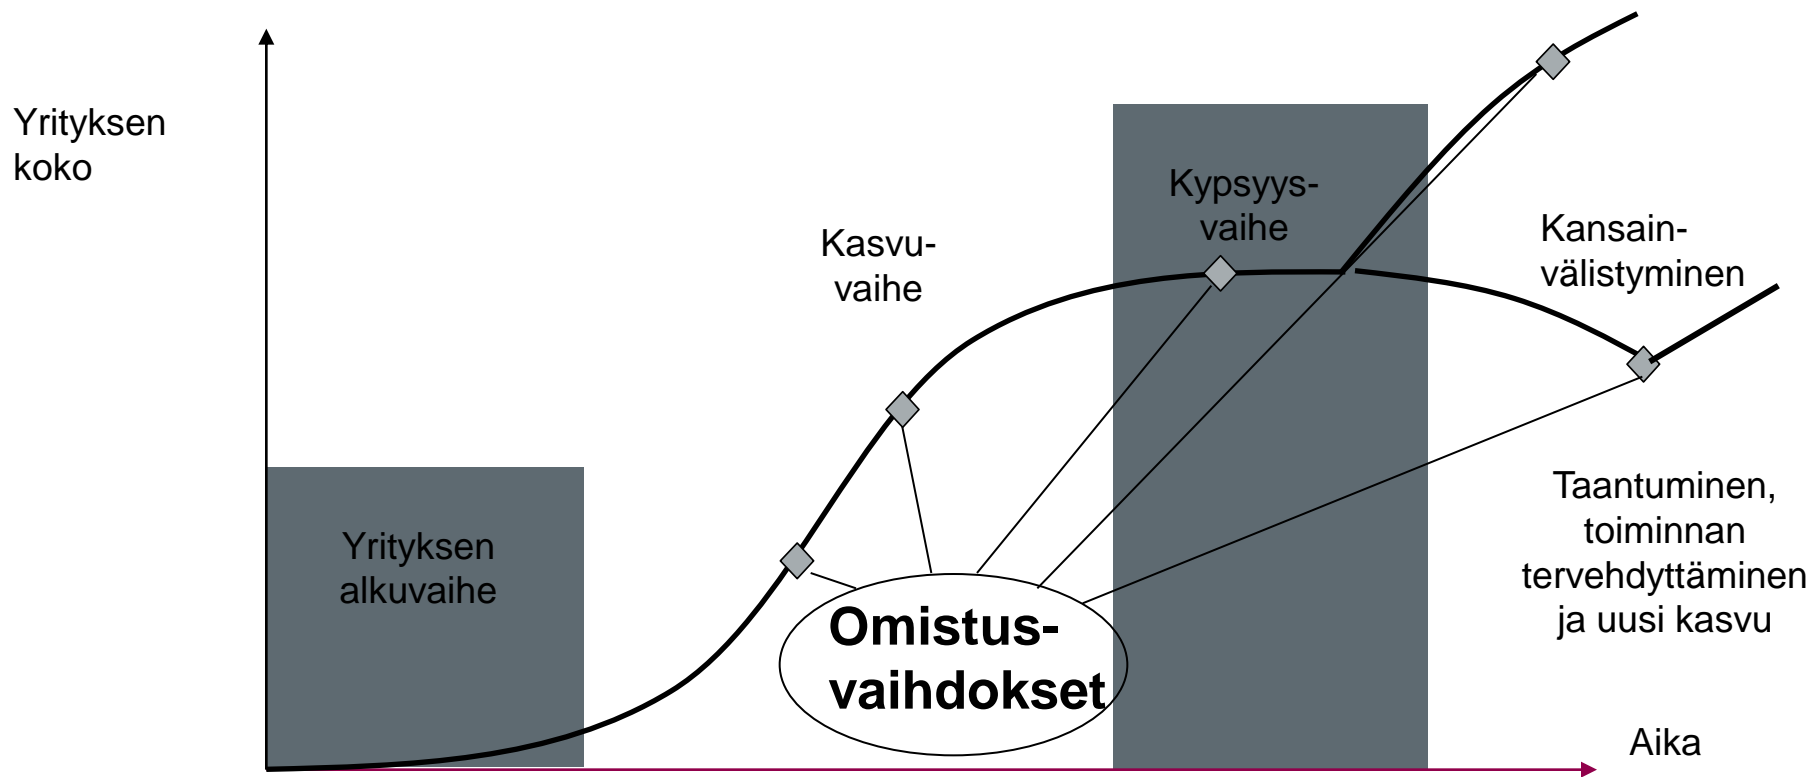 Yrityksen
koko
Kypsyys-
vaihe
Kasvu-
vaihe
Kansain-
välistyminen
Yrityksen
alkuvaihe
Omistus-
vaihdokset
Taantuminen,
toiminnan
tervehdyttäminen
ja uusi kasvu
Aika